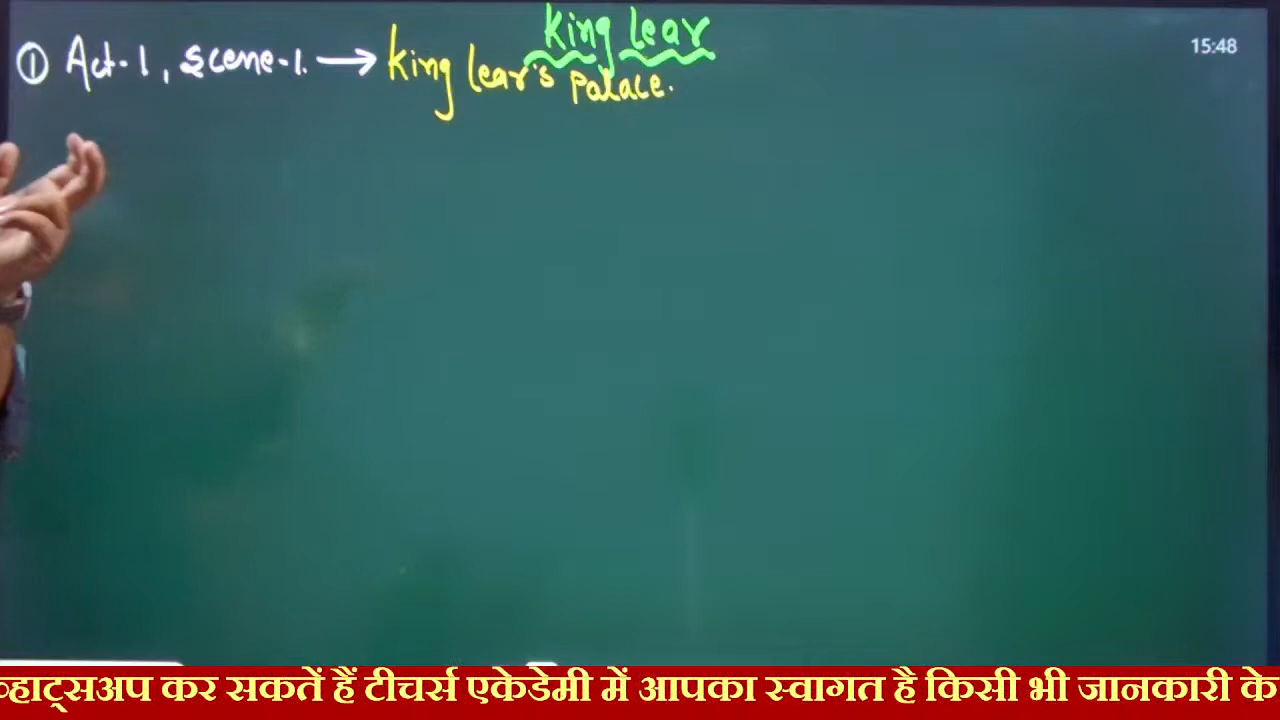 King Lear
15:48
① Act-1, Scene-1. → King Lear's Palace.
व्हाट्सअप कर सकतें हैं टीचर्स एकेडेमी में आपका स्वागत है किसी भी जानकारी के